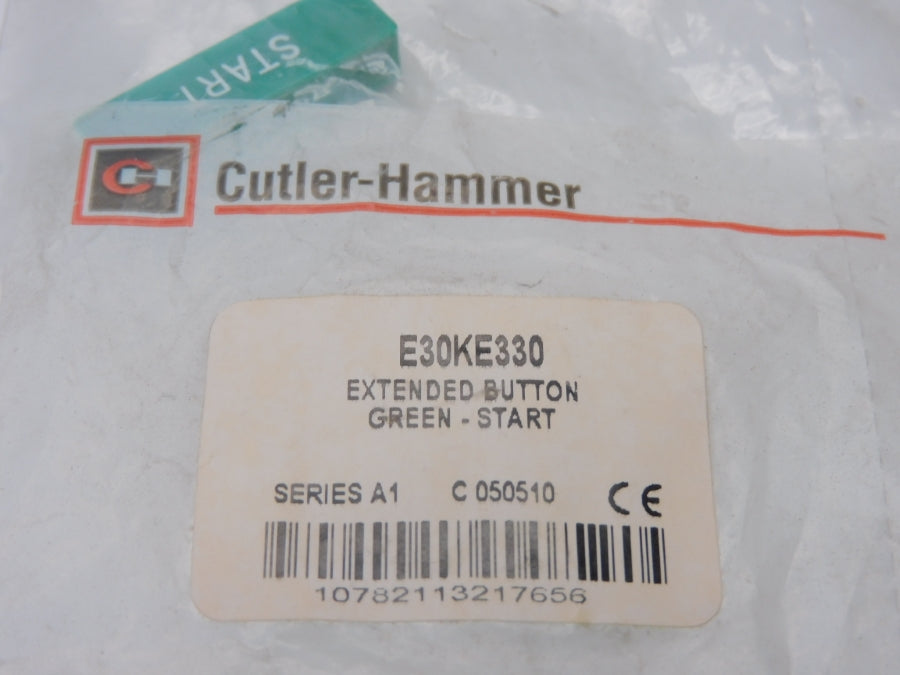 START
Cutler-Hammer
E30KE330
EXTENDED BUTTON
GREEN - START
SERIES A1 C 050510 CE
10782113217656